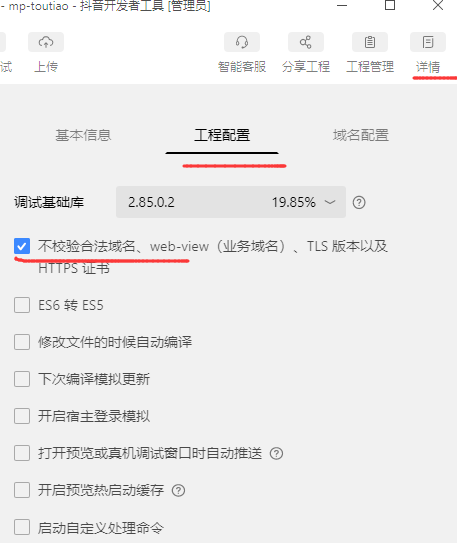 - mp-toutiao - 抖音开发者工具 [管理员]
试 上传 智能客服 分享工程 工程管理 详情
基本信息 工程配置 域名配置
调试基础库 2.85.0.2 19.85%
不校验合法域名、web-view（业务域名）、TLS 版本以及
HTTPS 证书
ES6 转 ES5
修改文件的时候自动编译
下次编译模拟更新
开启宿主登录模拟
打开预览或真机调试窗口时自动推送
开启预览热启动缓存
启动自定义处理命令